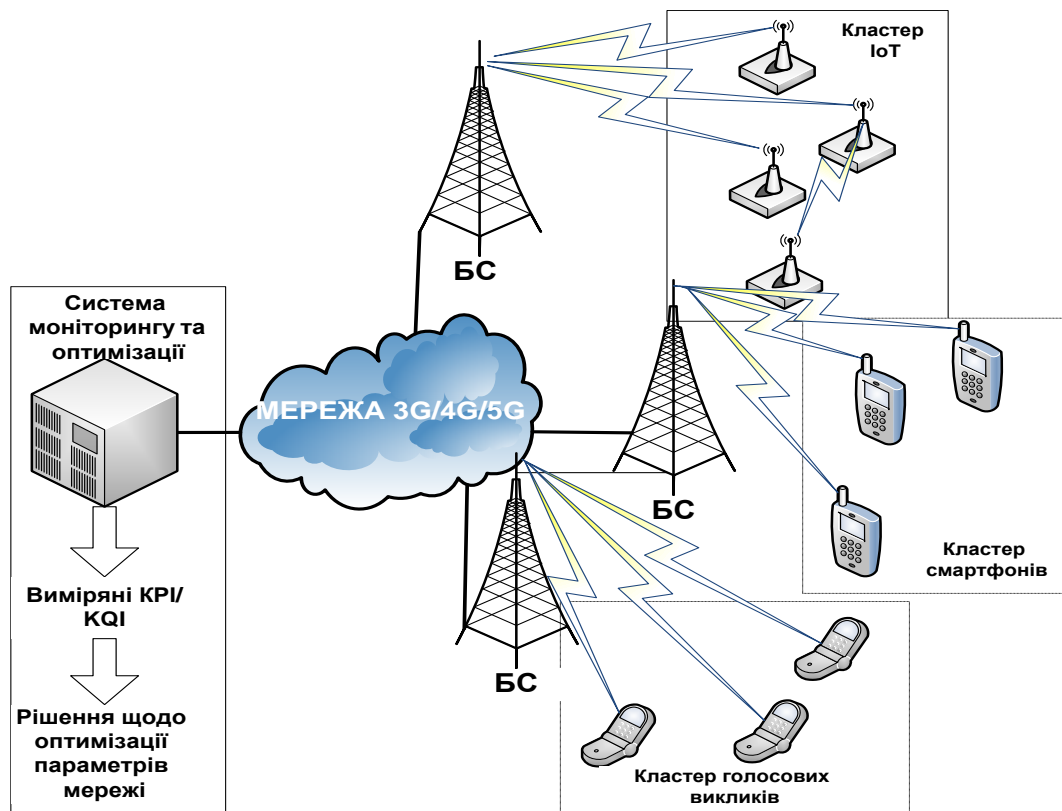 Кластер
IoT
БС
Система
моніторингу та
оптимізації
МЕРЕЖА 3G/4G/5G
БС
Кластер
смартфонів
Виміряні KPI/
KQI
БС
Рішення щодо
оптимізації
параметрів
мережі
Кластер голосових
викликів